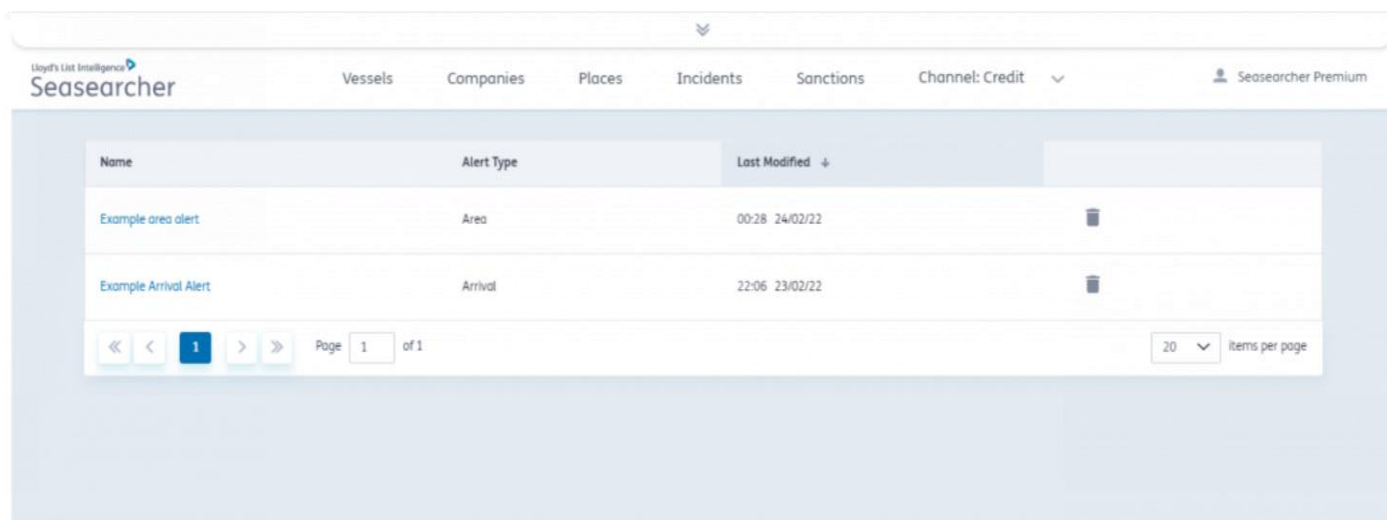 Lloyd's List Intelligence
Seasearcher
Vessels Companies Places Incidents Sanctions Channel: Credit Seasearcher Premium
Name Alert Type Last Modified ↓
Example area alert Area 00:28 24/02/22
Example Arrival Alert Arrival 22:06 23/02/22
1 Page 1 of 1 20 items per page